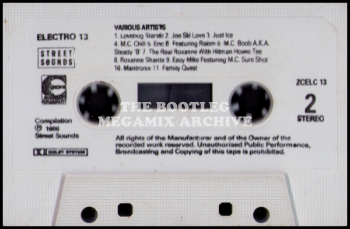 ELECTRO 13
VARIOUS ARTISTS
1. Lovebug Starski 2. Joe Ski Love 3. Just Ice
4. M.C. Chill 5. Eric B. Featuring Rakim 6. M.C. Boob A.K.A.
Steady 'B' 7. The Real Roxanne With Hitman Howie Tee
8. Roxanne Shante 9. Easy Mike Featuring M.C. Sure Shot
10. Mantronix 11. Family Quest
STREET
SOUNDS
ZCELC 13
2
STEREO
THE BOOTLEG
MEGAMIX ARCHIVE
Compilation
℗ 1986
Street Sounds
DOLBY SYSTEM
All rights of the Manufacturer and of the Owner of the
recorded work reserved. Unauthorised Public Performance,
Broadcasting and Copying of this tape is prohibited.